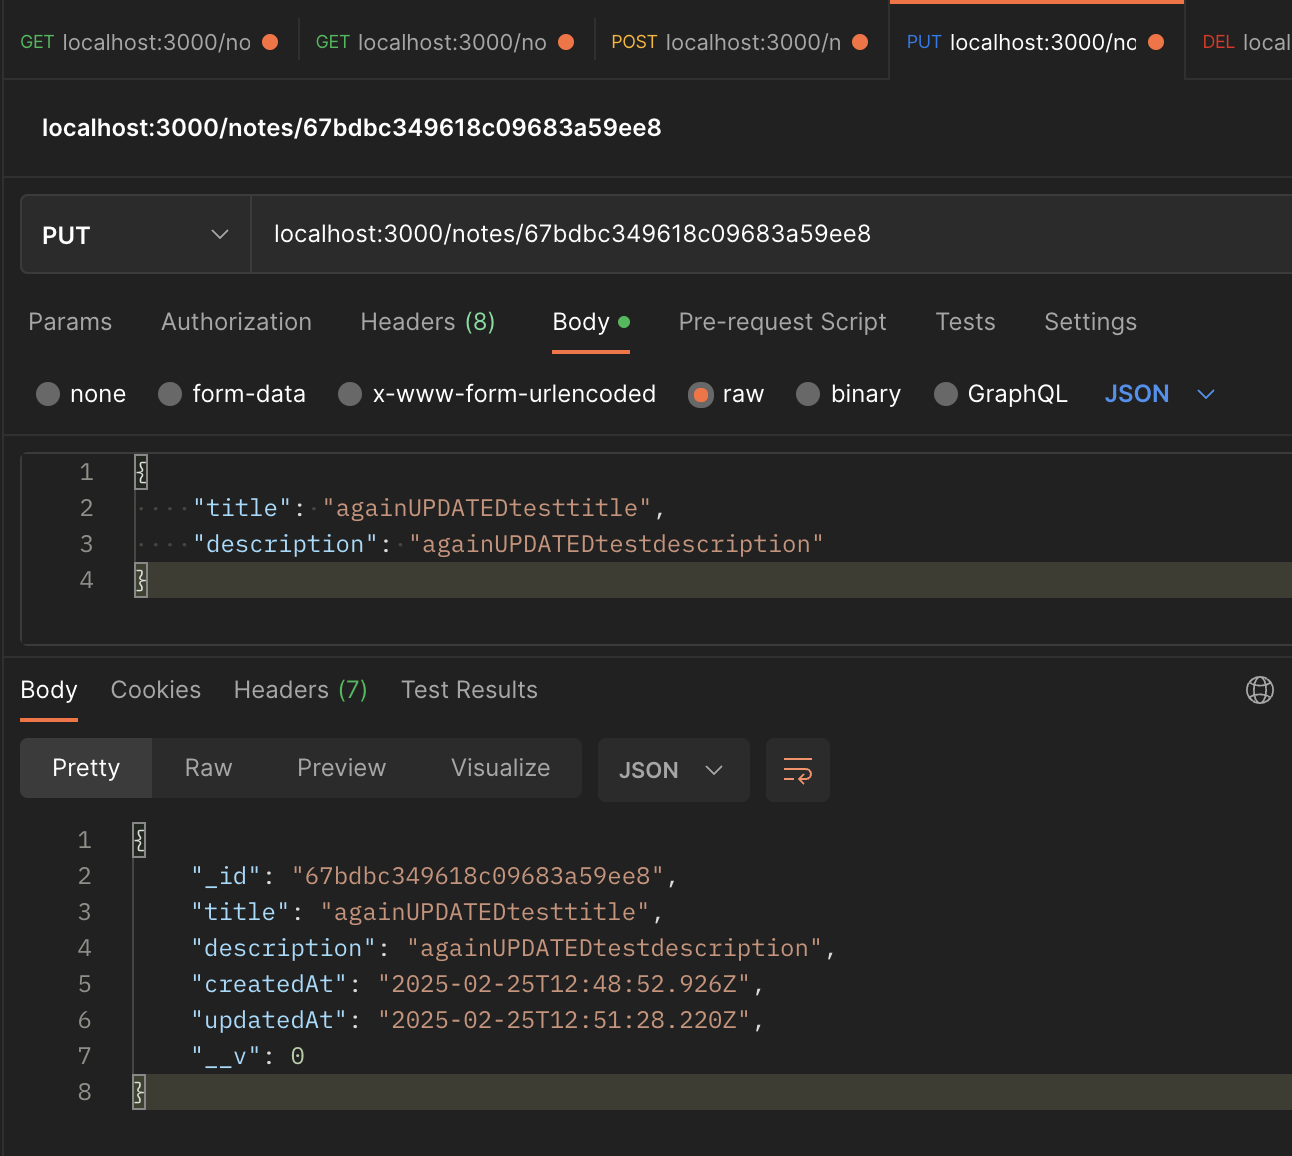 GET localhost:3000/no GET localhost:3000/no POST localhost:3000/n PUT localhost:3000/no DEL local
localhost:3000/notes/67bdbc349618c09683a59ee8
PUT localhost:3000/notes/67bdbc349618c09683a59ee8
Params Authorization Headers (8) Body Pre-request Script Tests Settings
none form-data x-www-form-urlencoded raw binary GraphQL JSON
1 {
2 "title": "againUPDATEDtesttitle",
3 "description": "againUPDATEDtestdescription"
4 }
Body Cookies Headers (7) Test Results
Pretty Raw Preview Visualize JSON
1 {
2 "_id": "67bdbc349618c09683a59ee8",
3 "title": "againUPDATEDtesttitle",
4 "description": "againUPDATEDtestdescription",
5 "createdAt": "2025-02-25T12:48:52.926Z",
6 "updatedAt": "2025-02-25T12:51:28.220Z",
7 "__v": 0
8 }